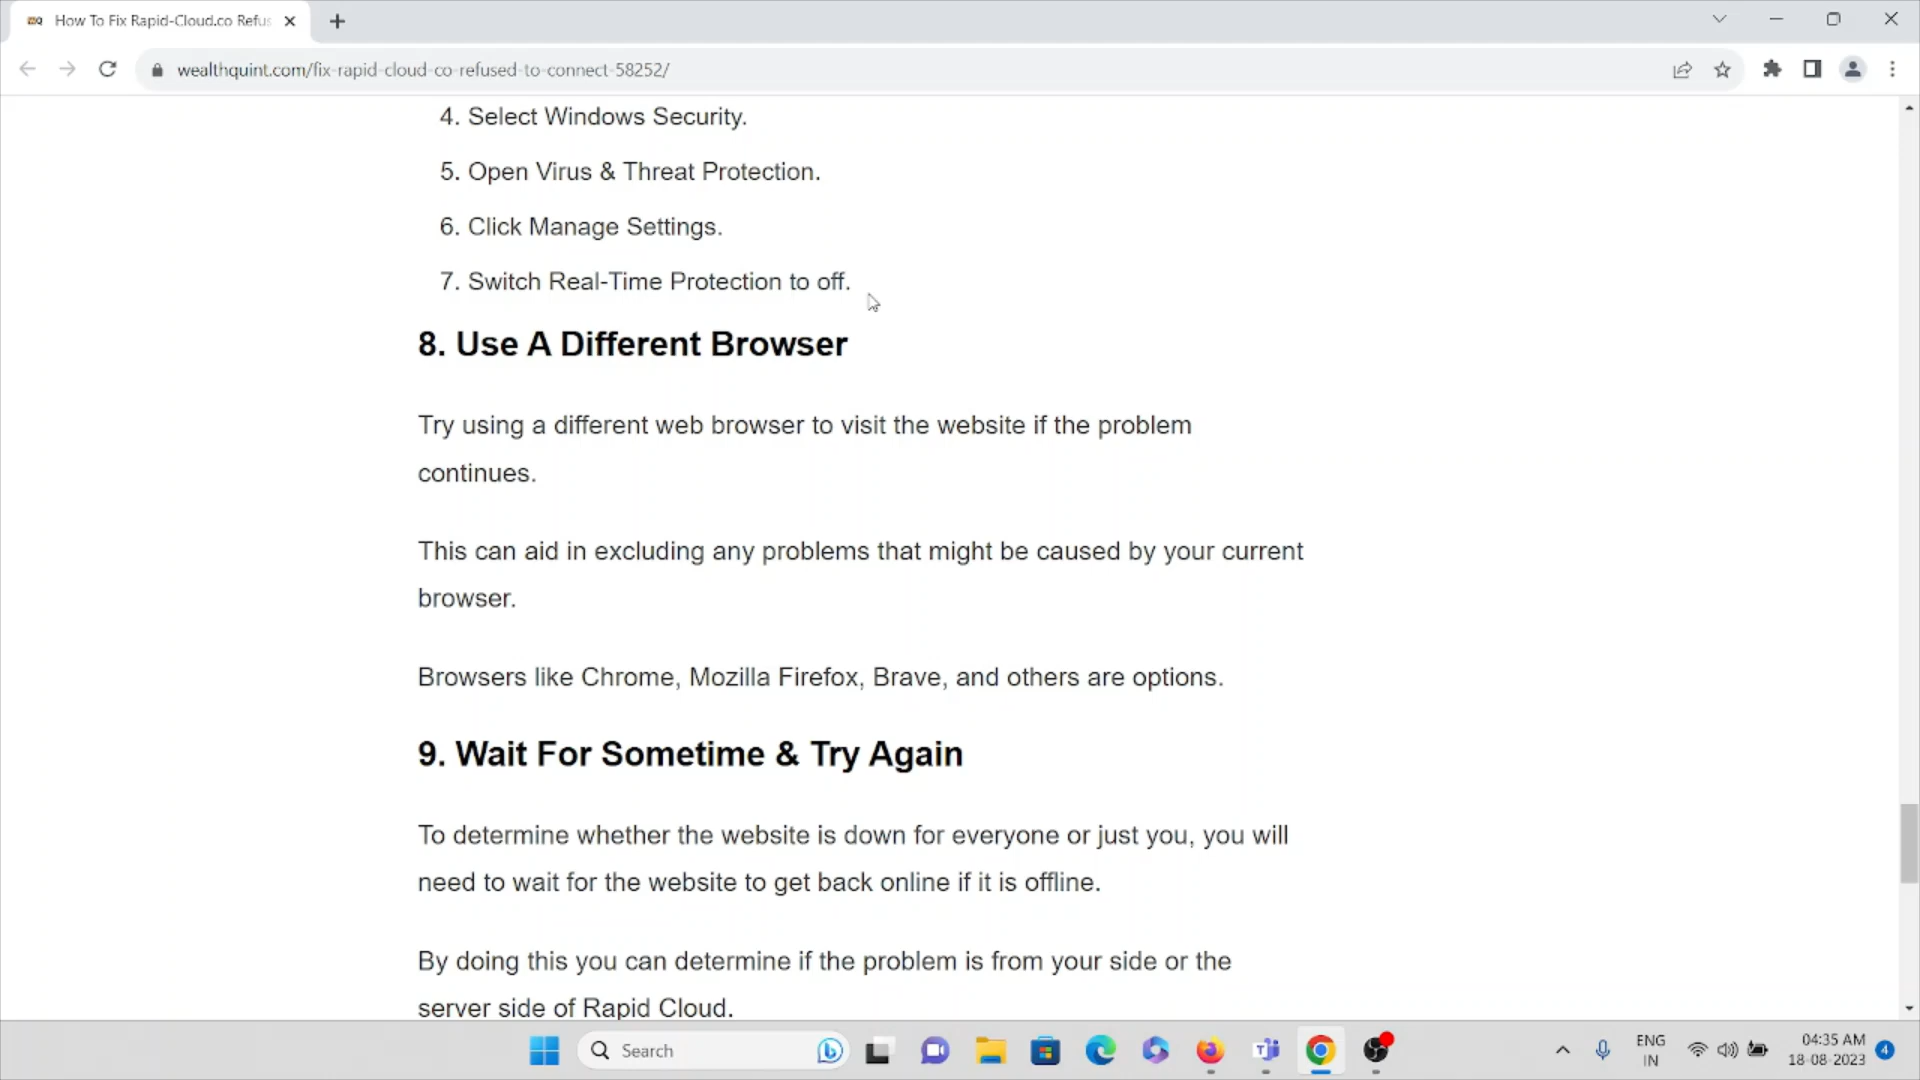 How To Fix Rapid-Cloud.co Refus
wealthquint.com/fix-rapid-cloud-co-refused-to-connect-58252/
4. Select Windows Security.
5. Open Virus & Threat Protection.
6. Click Manage Settings.
7. Switch Real-Time Protection to off.
8. Use A Different Browser
Try using a different web browser to visit the website if the problem
continues.
This can aid in excluding any problems that might be caused by your current
browser.
Browsers like Chrome, Mozilla Firefox, Brave, and others are options.
9. Wait For Sometime & Try Again
To determine whether the website is down for everyone or just you, you will
need to wait for the website to get back online if it is offline.
By doing this you can determine if the problem is from your side or the
server side of Rapid Cloud.
Search
ENG
IN
04:35 AM
18-08-2023
4